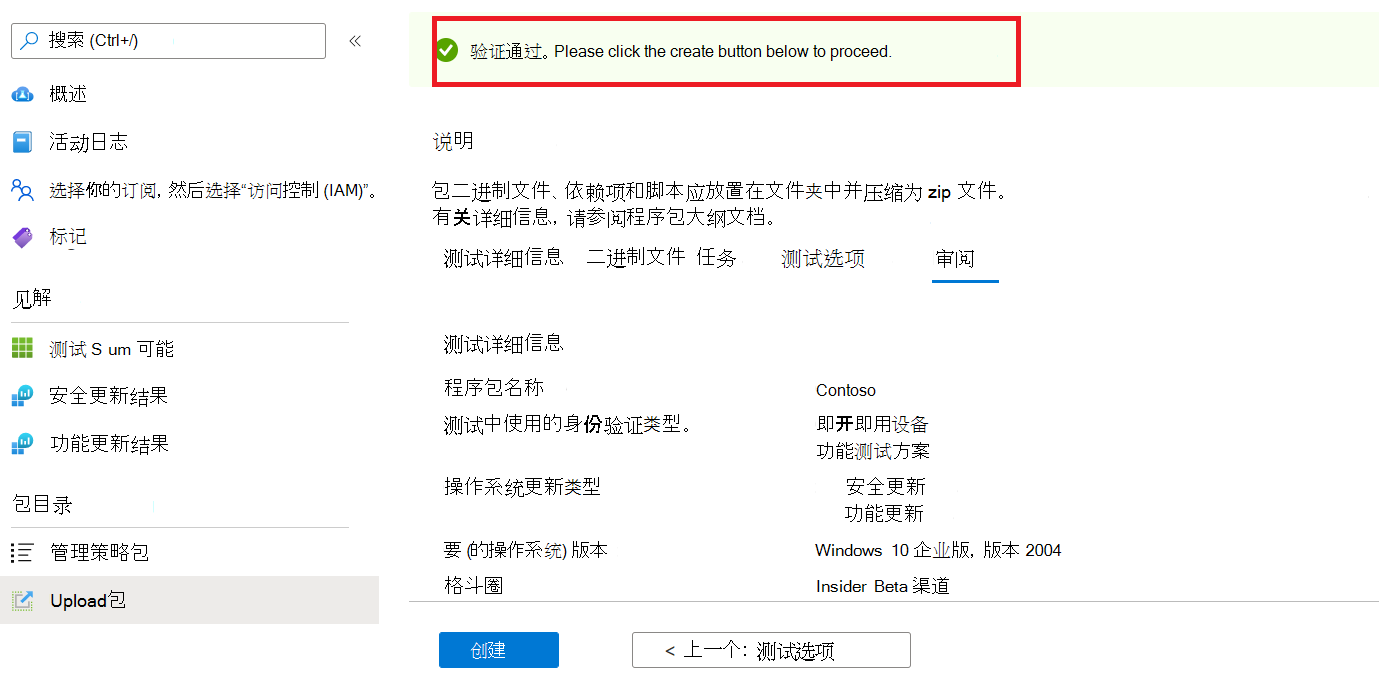 搜索 (Ctrl+/)
概述
活动日志
选择你的订阅, 然后选择“访问控制 (IAM)”。
标记
见解
测试 S um 可能
安全更新结果
功能更新结果
包目录
管理策略包
Upload包
验证通过。Please click the create button below to proceed.
说明
包二进制文件、依赖项和脚本应放置在文件夹中并压缩为 zip 文件。
有关详细信息, 请参阅程序包大纲文档。
测试详细信息 二进制文件 任务 测试选项 审阅
测试详细信息
程序包名称 Contoso
测试中使用的身份验证类型。 即开即用设备
功能测试方案
操作系统更新类型 安全更新
功能更新
要 (的操作系统) 版本 Windows 10 企业版, 版本 2004
格斗圈 Insider Beta 渠道
创建 < 上一个: 测试选项